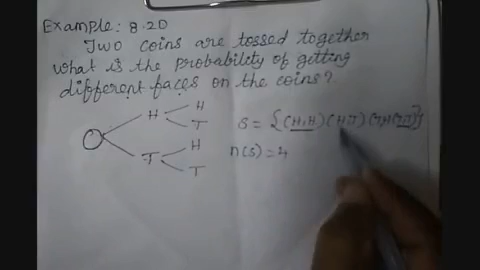 Example: 8.20
Two coins are tossed together
what is the probability of getting
different faces on the coins?
H
T
H
T
H
T
S = {(H,H) (H,T) (T,H) (T,T)}
n(S) = 4